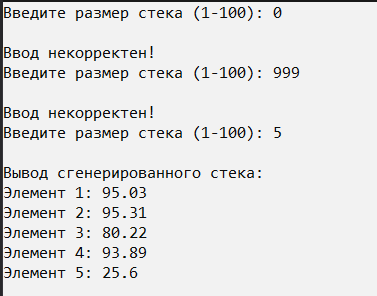 Введите размер стека (1-100): 0
Ввод некорректен!
Введите размер стека (1-100): 999
Ввод некорректен!
Введите размер стека (1-100): 5
Вывод сгенерированного стека:
Элемент 1: 95.03
Элемент 2: 95.31
Элемент 3: 80.22
Элемент 4: 93.89
Элемент 5: 25.6